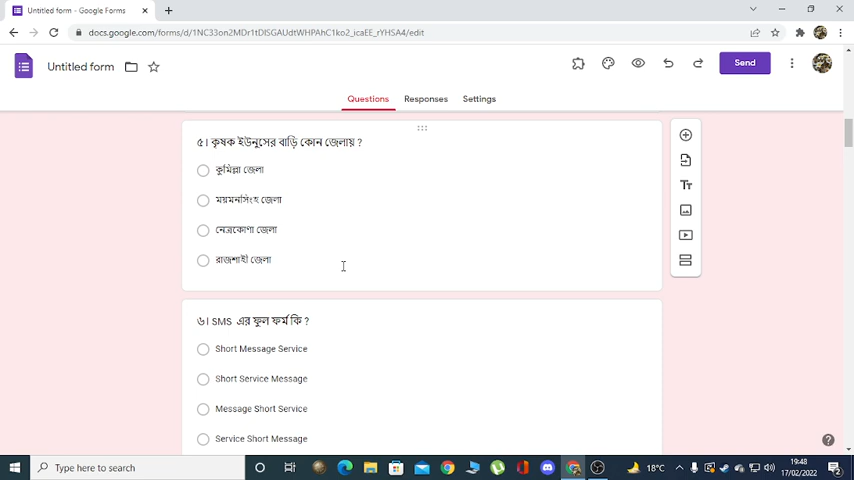 Untitled form - Google Forms
docs.google.com/forms/d/1NC33on2MDr1tDISGAUdtWHPAhC1ko2_icaEE_rYHSA4/edit
Untitled form
Send
Questions Responses Settings
৫। কৃষক ইউনুসের বাড়ি কোন জেলায় ?
কুমিল্লা জেলা
ময়মনসিংহ জেলা
নেত্রকোণা জেলা
রাজশাহী জেলা
৬। SMS এর ফুল ফর্ম কি ?
Short Message Service
Short Service Message
Message Short Service
Service Short Message
Type here to search
18°C
19:48
17/02/2022
2